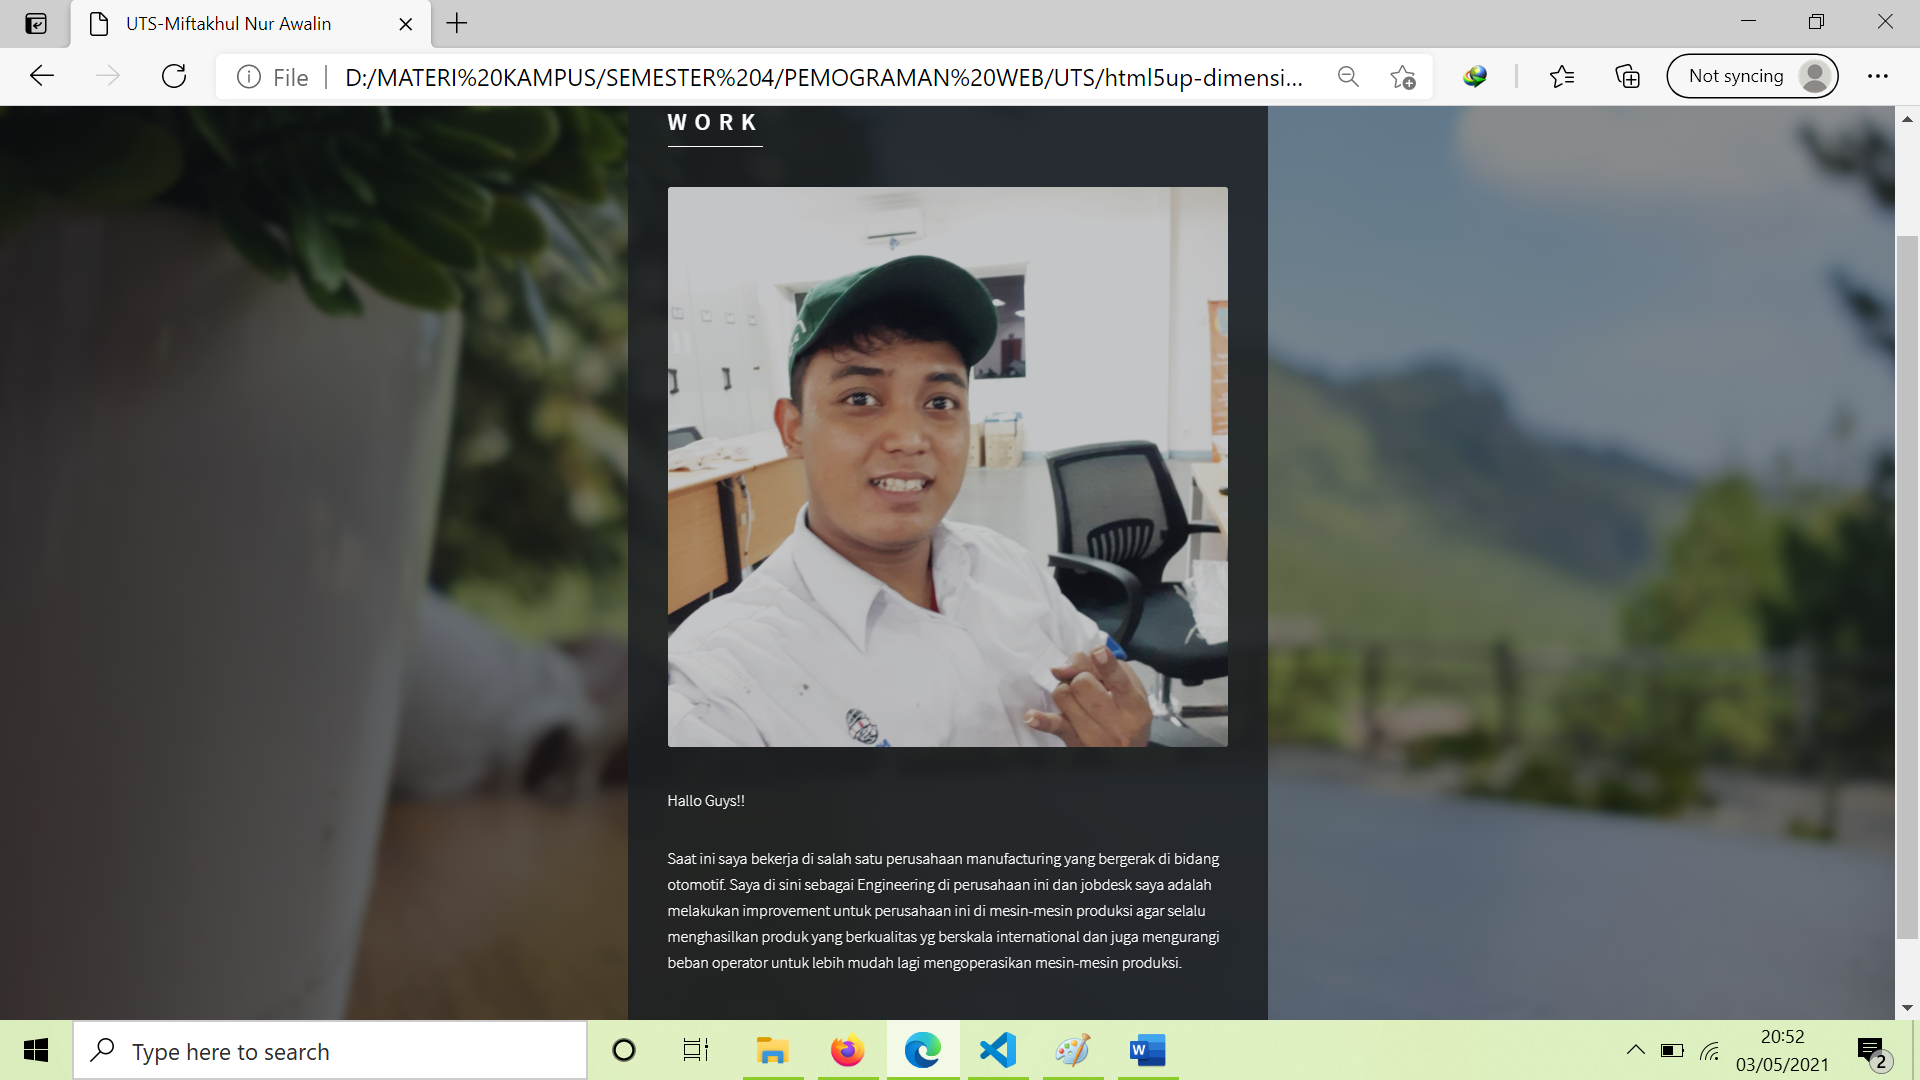 UTS-Miftakhul Nur Awalin
File
D:/MATERI%20KAMPUS/SEMESTER%204/PEMOGRAMAN%20WEB/UTS/html5up-dimensi...
Not syncing
WORK
Hallo Guys!!
Saat ini saya bekerja di salah satu perusahaan manufacturing yang bergerak di bidang
otomotif. Saya di sini sebagai Engineering di perusahaan ini dan jobdesk saya adalah
melakukan improvement untuk perusahaan ini di mesin-mesin produksi agar selalu
menghasilkan produk yang berkualitas yg berskala international dan juga mengurangi
beban operator untuk lebih mudah lagi mengoperasikan mesin-mesin produksi.
Type here to search
W
20:52
03/05/2021
2